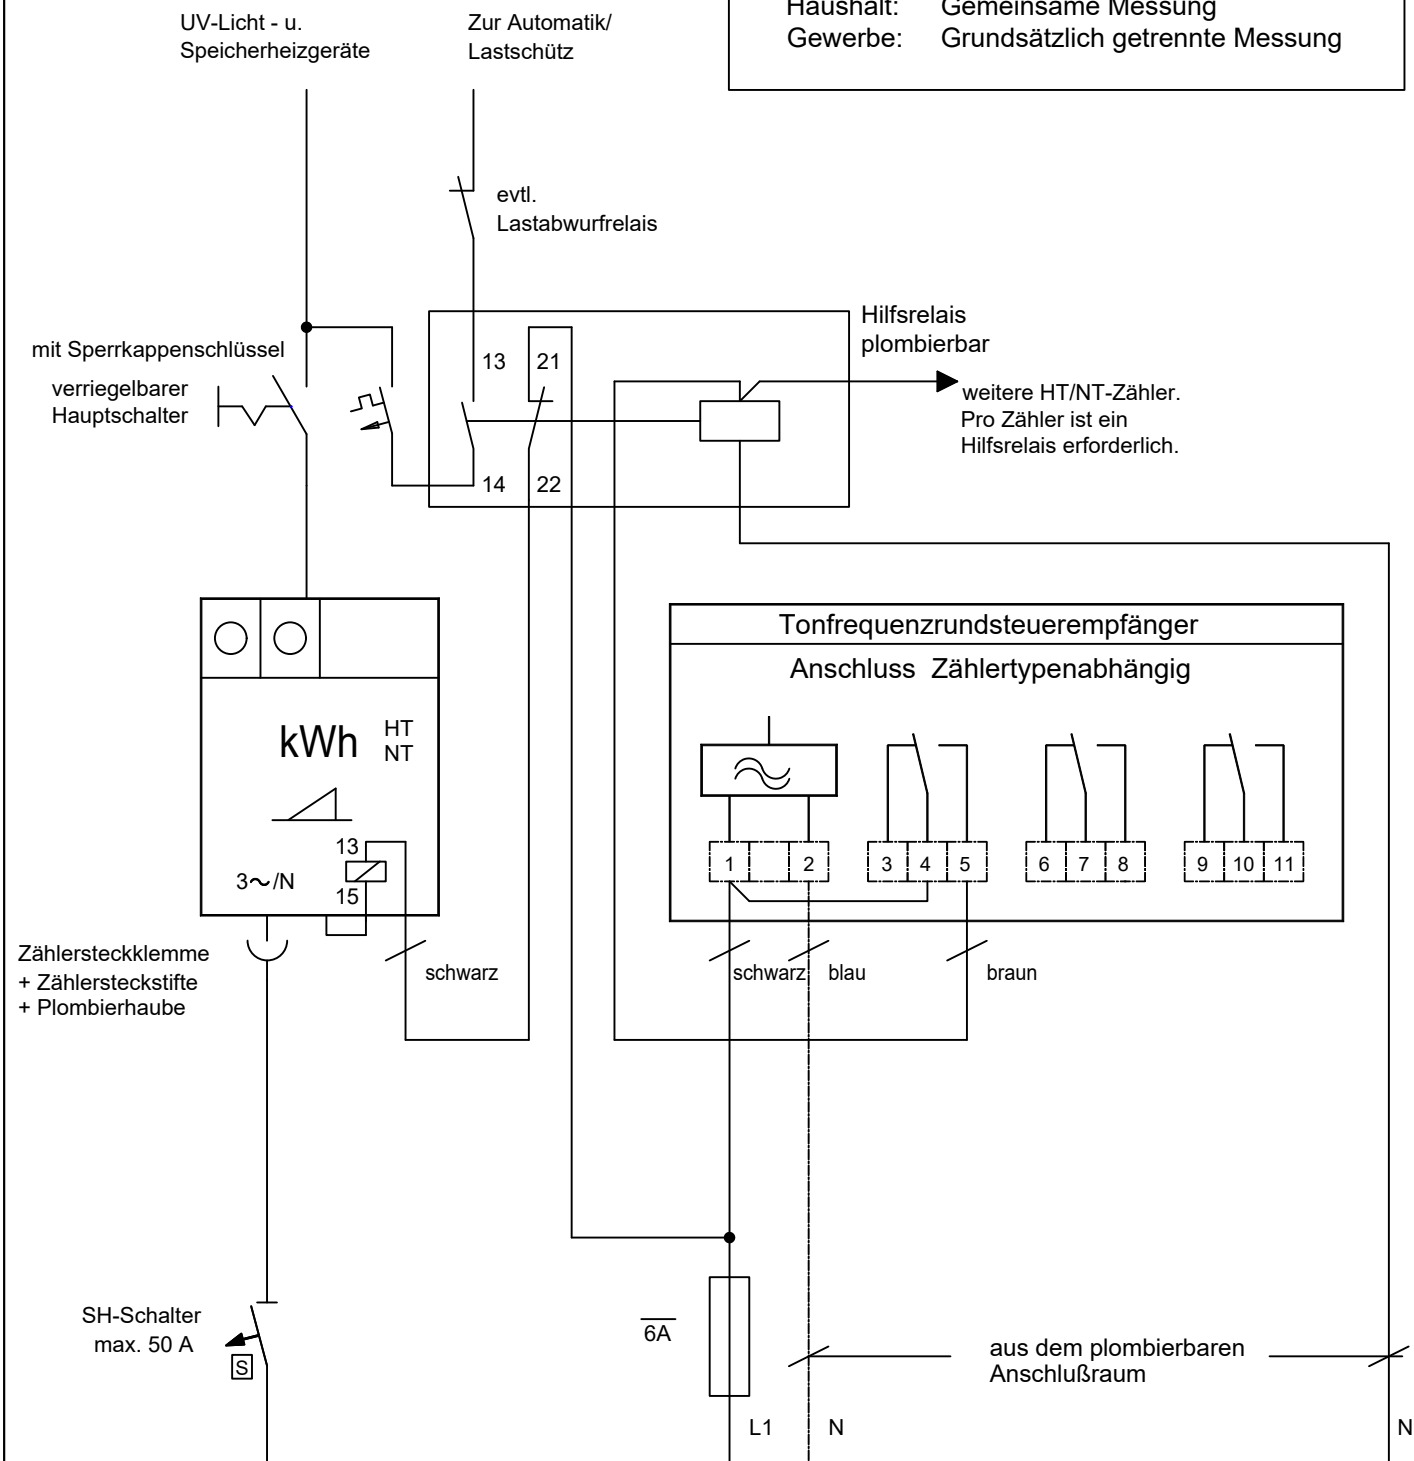 UV-Licht - u.
Speicherheizgeräte
Zur Automatik/
Lastschütz
Haushalt: Gemeinsame Messung
Gewerbe: Grundsätzlich getrennte Messung
evtl.
Lastabwurfrelais
mit Sperrkappenschlüssel
verriegelbarer
Hauptschalter
13 21
14 22
Hilfsrelais
plombierbar
weitere HT/NT-Zähler.
Pro Zähler ist ein
Hilfsrelais erforderlich.
Tonfrequenzrundsteuerempfänger
Anschluss Zählertypenabhängig
kWh HT
NT
13
3~/N
15
1 2 3 4 5 6 7 8 9 10 11
Zählersteckklemme
+ Zählersteckstifte
+ Plombierhaube
schwarz
schwarz blau braun
SH-Schalter
max. 50 A
S
6A
aus dem plombierbaren
Anschlußraum
L1 N N